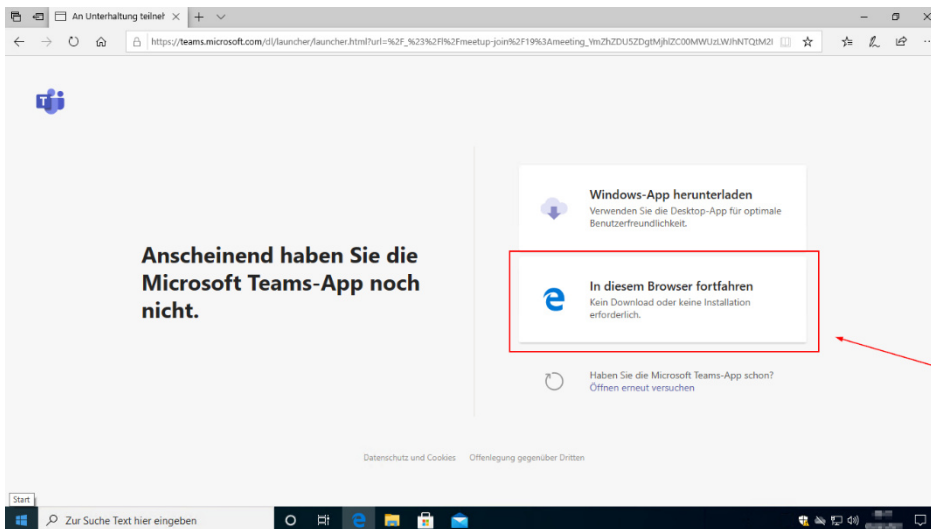 An Unterhaltung teilneh
https://teams.microsoft.com/dl/launcher/launcher.html?url=%2F_%23%2Fl%2Fmeetup-join%2F19%3Ameeting_YmZhZDU5ZDgtMjhlZC00MWUzLWJhNTQtM2I
T
Windows-App herunterladen
Verwenden Sie die Desktop-App für optimale
Benutzerfreundlichkeit.
Anscheinend haben Sie die
Microsoft Teams-App noch
nicht.
In diesem Browser fortfahren
Kein Download oder keine Installation
erforderlich.
Haben Sie die Microsoft Teams-App schon?
Öffnen erneut versuchen
Datenschutz und Cookies Offenlegung gegenüber Dritten
Start
Zur Suche Text hier eingeben